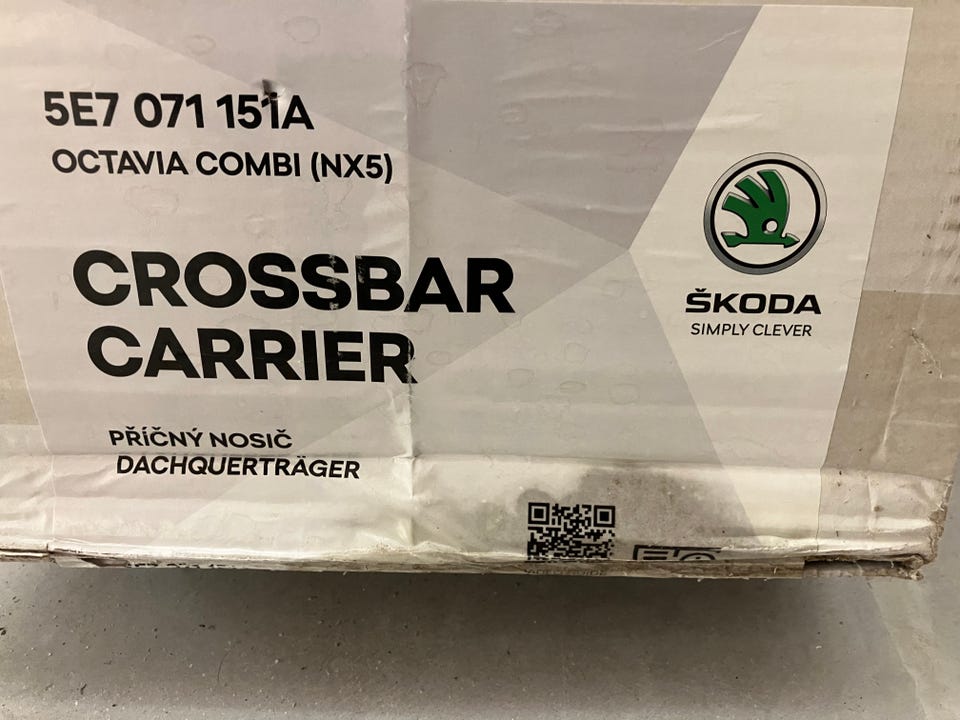 5E7 071 151A
OCTAVIA COMBI (NX5)
CROSSBAR
CARRIER
PŘÍČNÝ NOSIČ
DACHQUERTRÄGER
ŠKODA
SIMPLY CLEVER